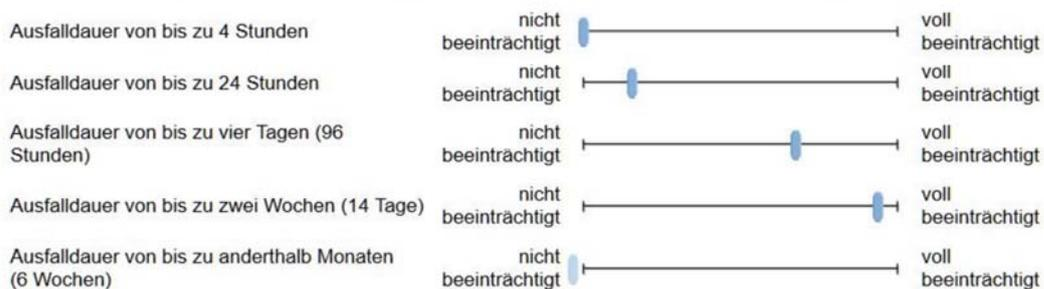 Ausfalldauer von bis zu 4 Stunden
nicht
beeinträchtigt
voll
beeinträchtigt
Ausfalldauer von bis zu 24 Stunden
nicht
beeinträchtigt
voll
beeinträchtigt
Ausfalldauer von bis zu vier Tagen (96
Stunden)
nicht
beeinträchtigt
voll
beeinträchtigt
Ausfalldauer von bis zu zwei Wochen (14 Tage)
nicht
beeinträchtigt
voll
beeinträchtigt
Ausfalldauer von bis zu anderthalb Monaten
(6 Wochen)
nicht
beeinträchtigt
voll
beeinträchtigt